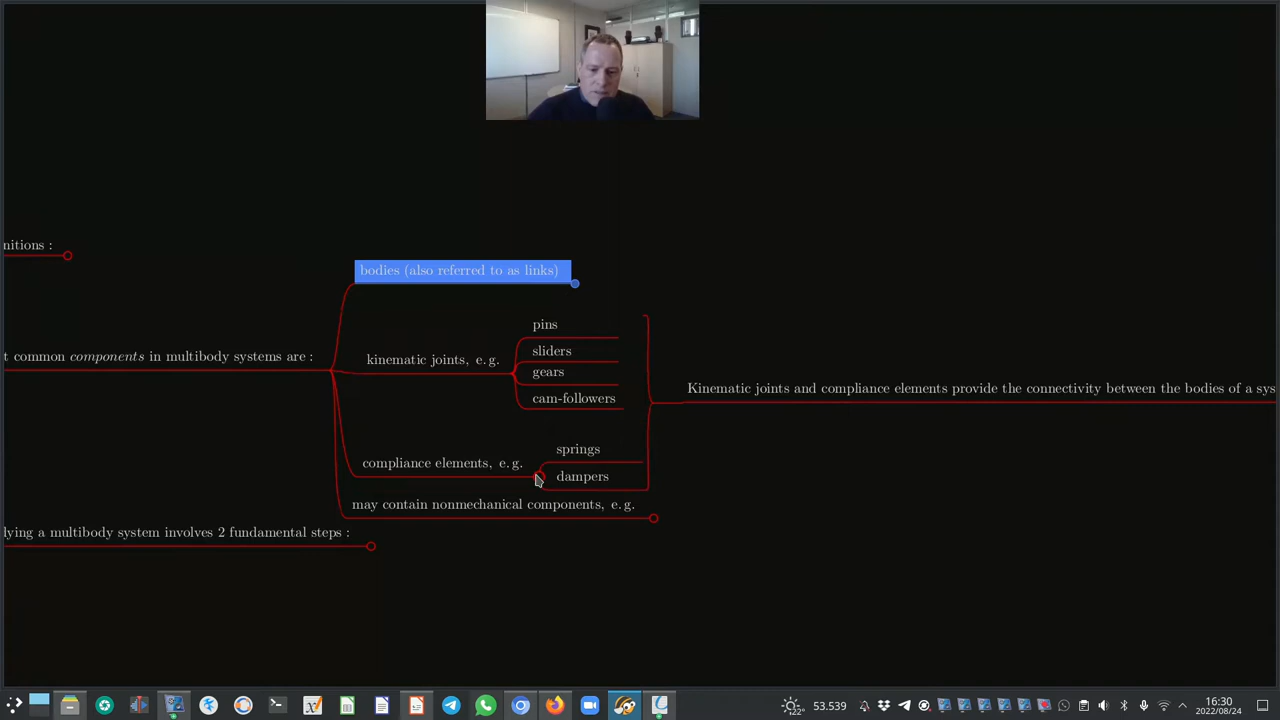 nitions :
bodies (also referred to as links)
pins
sliders
t common components in multibody systems are :
kinematic joints, e.g.
gears
Kinematic joints and compliance elements provide the connectivity between the bodies of a sys
cam-followers
springs
compliance elements, e.g.
dampers
may contain nonmechanical components, e.g.
lying a multibody system involves 2 fundamental steps :
53.539
16:30
2022/08/24